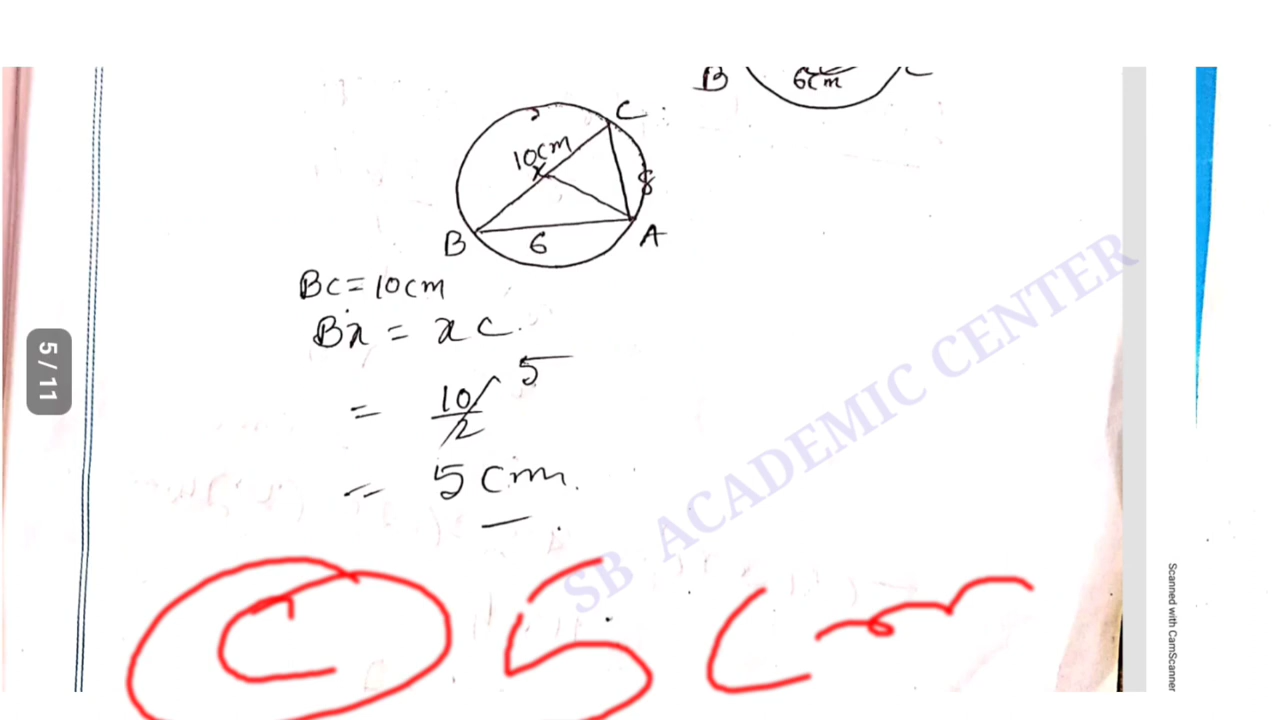 B
6cm
C
10cm
x
8
B
6
A
BC = 10cm
Bx = xC.
= 10/2 5
= 5cm.
C 5 cm
SB ACADEMIC CENTER
5 / 11
Scanned with CamScanner